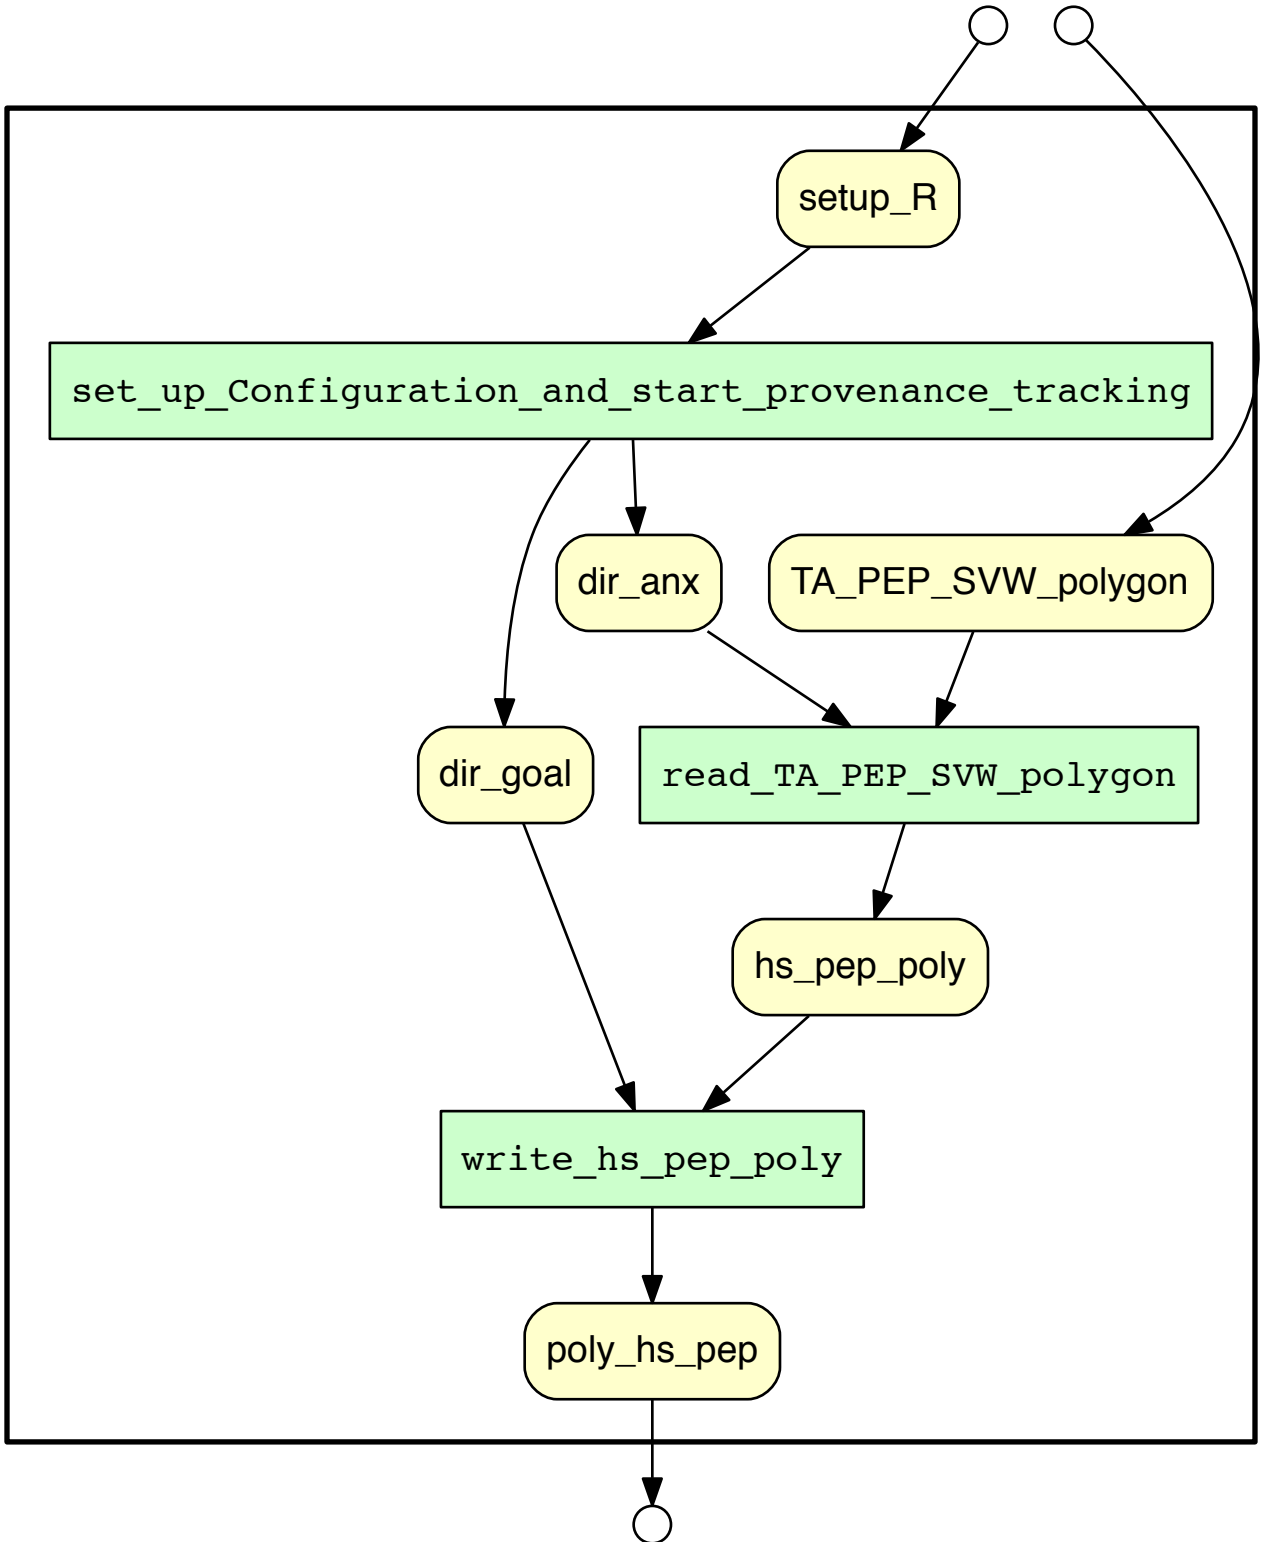 setup_R
set_up_Configuration_and_start_provenance_tracking
dir_anx
TA_PEP_SVW_polygon
dir_goal
read_TA_PEP_SVW_polygon
hs_pep_poly
write_hs_pep_poly
poly_hs_pep